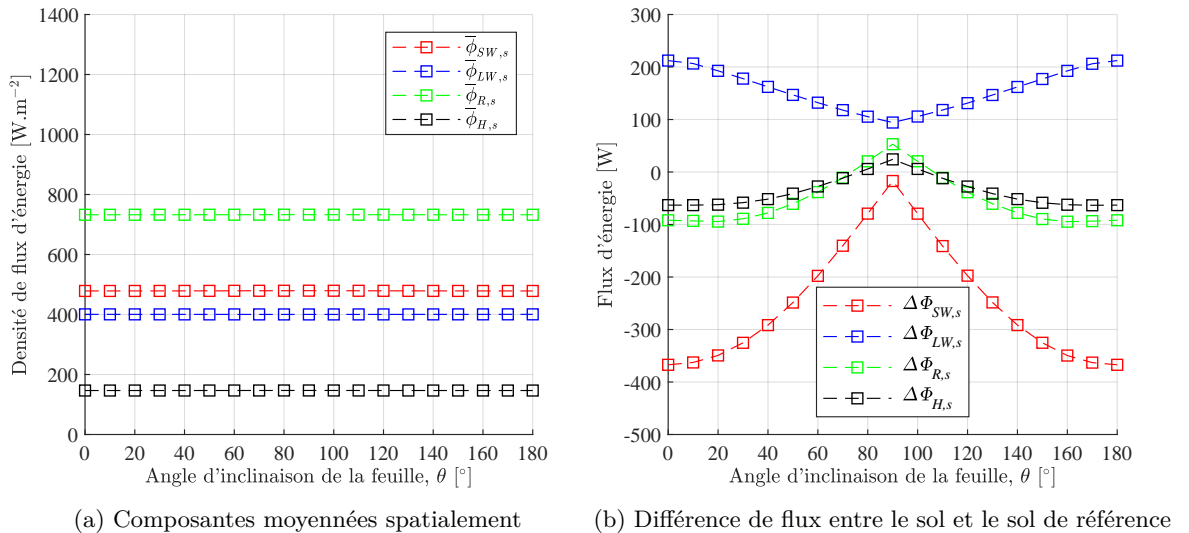 1400
1200
1000
800
600
400
200
0
0 20 40 60 80 100 120 140 160 180
Densité de flux d'énergie [W.m−2]
Angle d'inclinaison de la feuille, θ [°]
ϕ̅SW,s
ϕ̅LW,s
ϕ̅R,s
ϕ̅H,s
(a) Composantes moyennées spatialement
300
200
100
0
-100
-200
-300
-400
-500
0 20 40 60 80 100 120 140 160 180
Flux d'énergie [W]
Angle d'inclinaison de la feuille, θ [°]
ΔΦSW,s
ΔΦLW,s
ΔΦR,s
ΔΦH,s
(b) Différence de flux entre le sol et le sol de référence